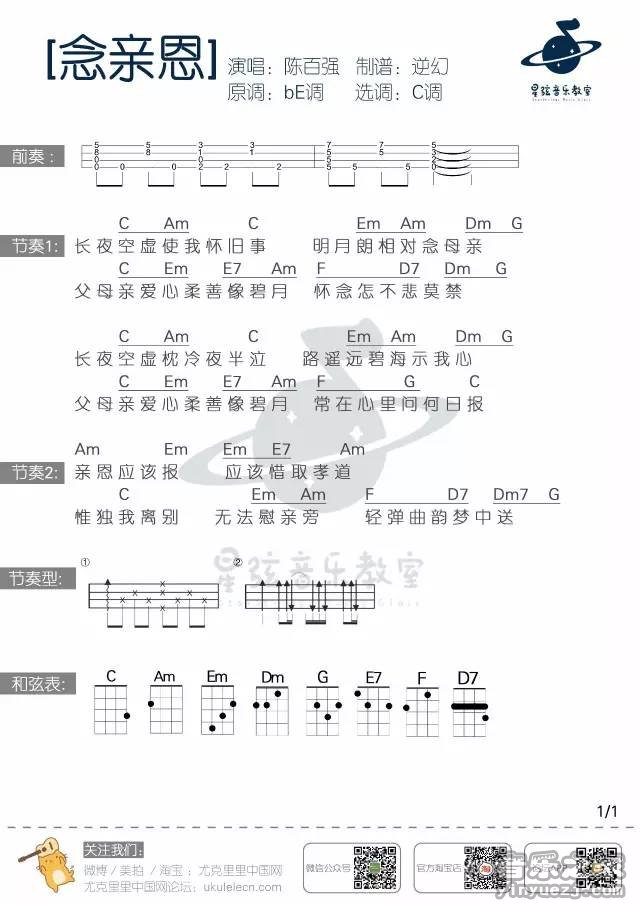 [念亲恩]
演唱：陈百强 制谱：逆幻
原调：bE调 选调：C调
星弦音乐教室
前奏：
5 8 0 0 0 5 8 0 3 1 0 2 2 3 1 2 7 5 5 5 7 5 5 5 3 2 0 0
C Am C Em Am Dm G
节奏1: 长夜空虚使我怀旧事 明月朗相对念母亲
C Em E7 Am F D7 Dm G
父母亲爱心柔善像碧月 怀念怎不悲莫禁
C Am C Em Am Dm G
长夜空虚枕冷夜半泣 路遥远碧海示我心
C Em E7 Am F G C
父母亲爱心柔善像碧月 常在心里问何日报
Am Em Em E7 Am
节奏2: 亲恩应该报 应该惜取孝道
C Em Am F D7 Dm7 G
惟独我离别 无法慰亲旁 轻弹曲韵梦中送
星弦音乐教室
节奏型: ① ②
和弦表: C Am Em Dm G E7 F D7
1/1
关注我们：
微博 / 美拍 / 淘宝 ：尤克里里中国网
尤克里里中国网论坛：ukulelecn.com
微信公众号
官方淘宝店
yinyuezj.com